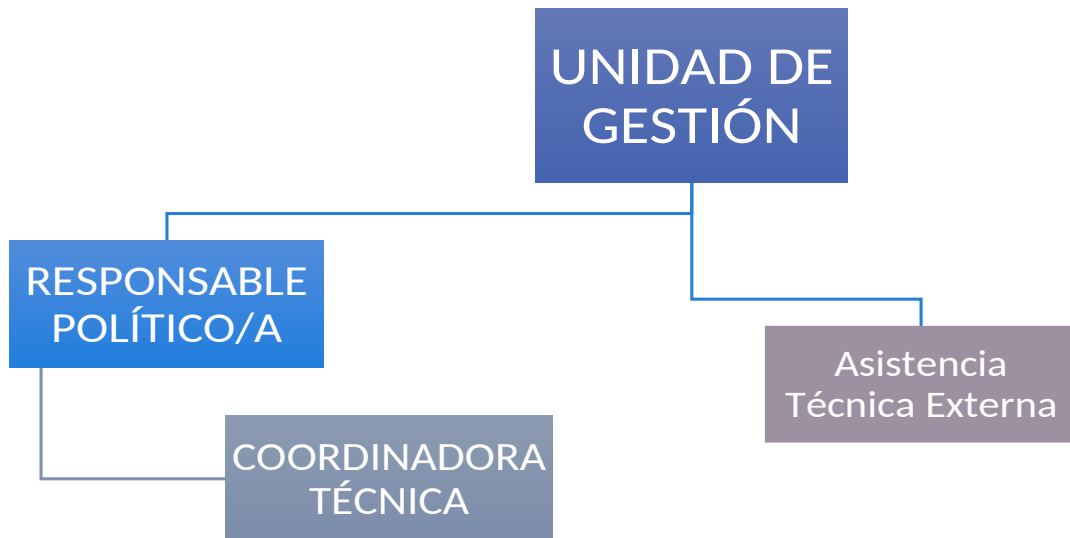 UNIDAD DE
GESTIÓN
RESPONSABLE
POLÍTICO/A
Asistencia
Técnica Externa
COORDINADORA
TÉCNICA